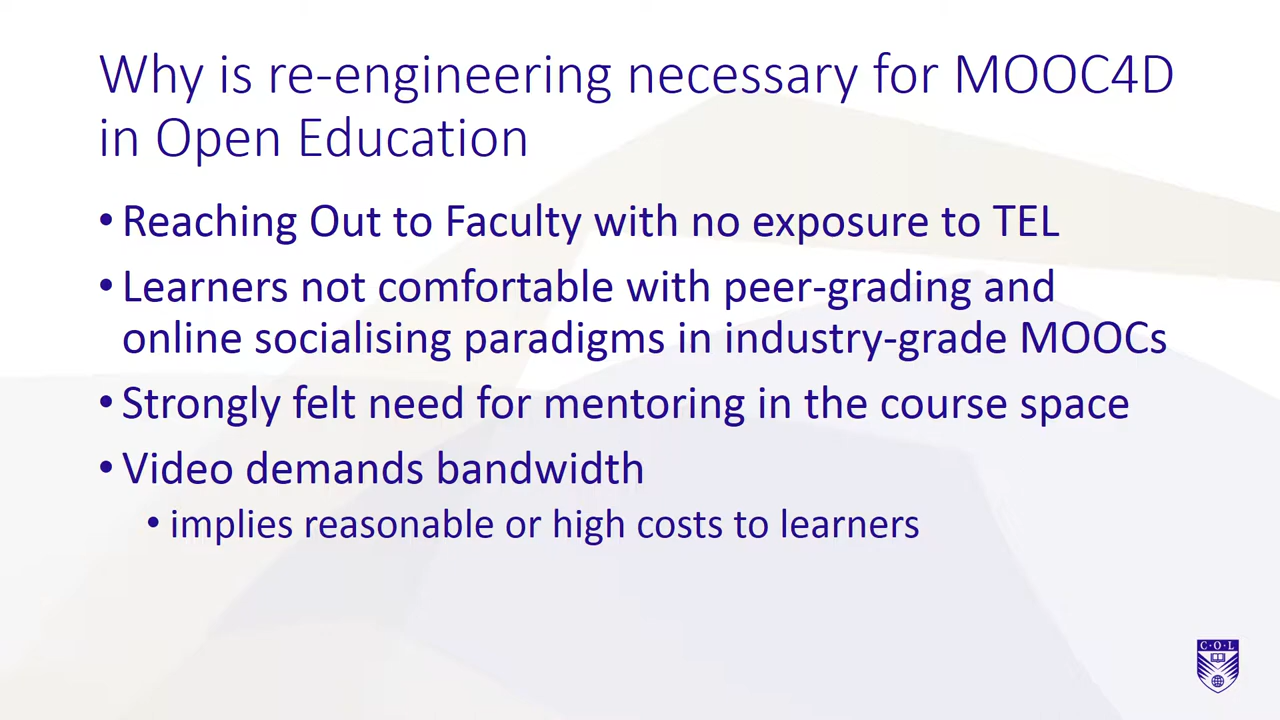 Why is re-engineering necessary for MOOC4D
in Open Education
•Reaching Out to Faculty with no exposure to TEL
•Learners not comfortable with peer-grading and
online socialising paradigms in industry-grade MOOCs
•Strongly felt need for mentoring in the course space
•Video demands bandwidth
•implies reasonable or high costs to learners
C·O·L